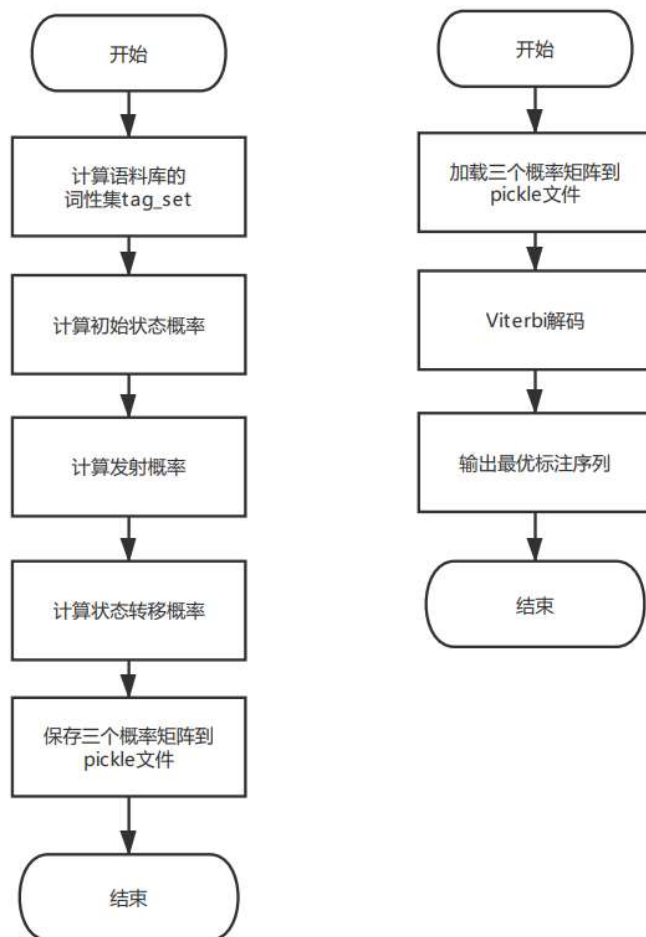 开始
计算语料库的
词性集tag_set
计算初始状态概率
计算发射概率
计算状态转移概率
保存三个概率矩阵到
pickle文件
结束
开始
加载三个概率矩阵到
pickle文件
Viterbi解码
输出最优标注序列
结束